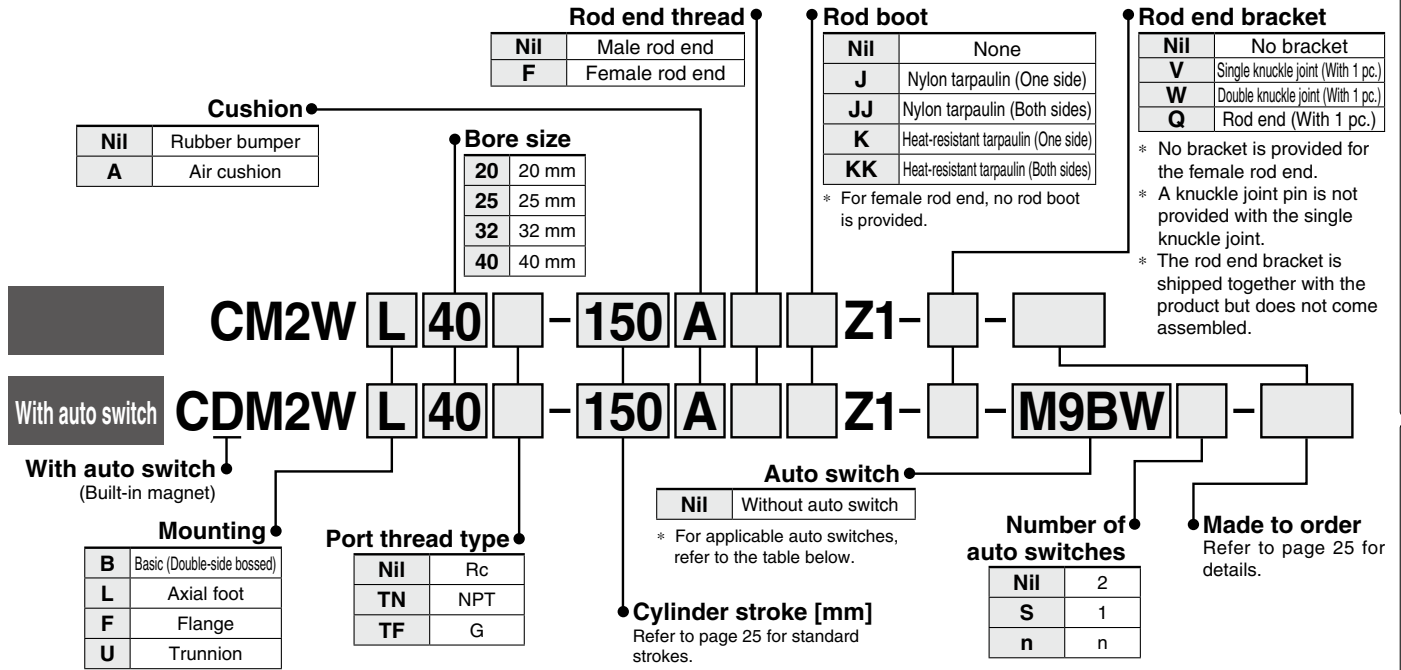 Rod end thread
Nil Male rod end
F Female rod end
Rod boot
Nil None
J Nylon tarpaulin (One side)
JJ Nylon tarpaulin (Both sides)
K Heat-resistant tarpaulin (One side)
KK Heat-resistant tarpaulin (Both sides)
* For female rod end, no rod boot
is provided.
Rod end bracket
Nil No bracket
V Single knuckle joint (With 1 pc.)
W Double knuckle joint (With 1 pc.)
Q Rod end (With 1 pc.)
* No bracket is provided for
the female rod end.
* A knuckle joint pin is not
provided with the single
knuckle joint.
* The rod end bracket is
shipped together with the
product but does not come
assembled.
Cushion
Nil Rubber bumper
A Air cushion
Bore size
20 20 mm
25 25 mm
32 32 mm
40 40 mm
CM2W L 40 – 150 A Z1– –
With auto switch CDM2W L 40 – 150 A Z1– – M9BW –
With auto switch
(Built-in magnet)
Mounting
B Basic (Double-side bossed)
L Axial foot
F Flange
U Trunnion
Port thread type
Nil Rc
TN NPT
TF G
Cylinder stroke [mm]
Refer to page 25 for standard
strokes.
Auto switch
Nil Without auto switch
* For applicable auto switches,
refer to the table below.
Number of
auto switches
Nil 2
S 1
n n
Made to order
Refer to page 25 for
details.